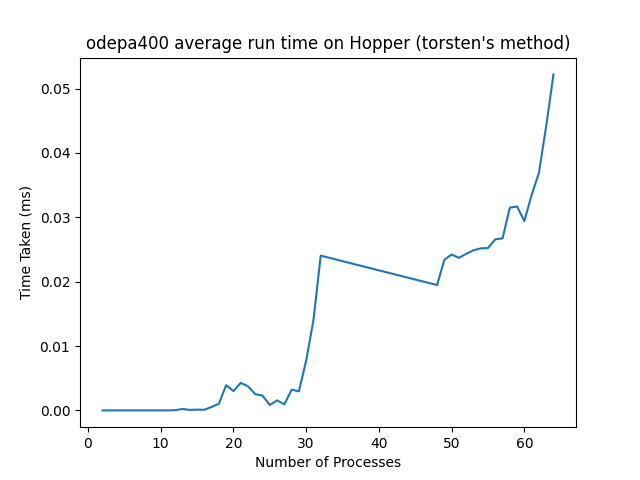 odepa400 average run time on Hopper (torsten's method)
0.05
0.04
0.03
0.02
0.01
0.00
Time Taken (ms)
0 10 20 30 40 50 60
Number of Processes